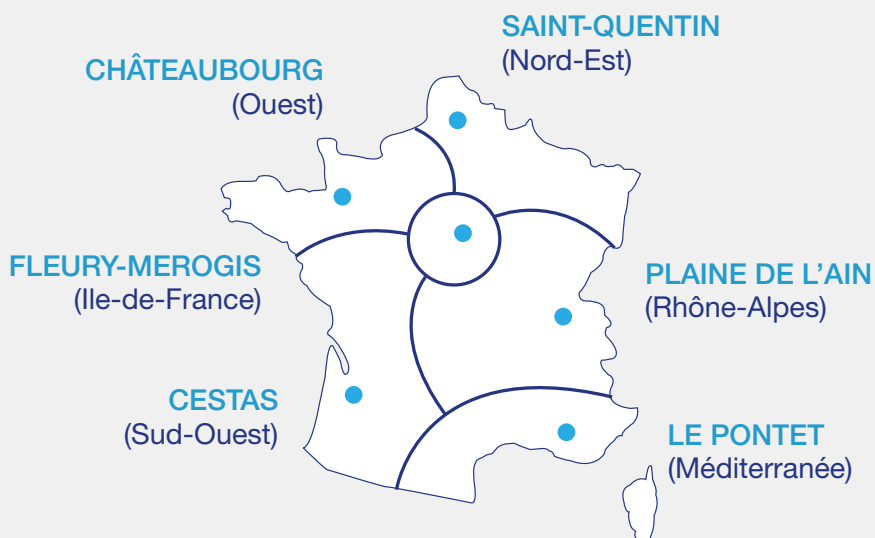 SAINT-QUENTIN
(Nord-Est)
CHÂTEAUBOURG
(Ouest)
FLEURY-MEROGIS
(Ile-de-France)
PLAINE DE L’AIN
(Rhône-Alpes)
CESTAS
(Sud-Ouest)
LE PONTET
(Méditerranée)